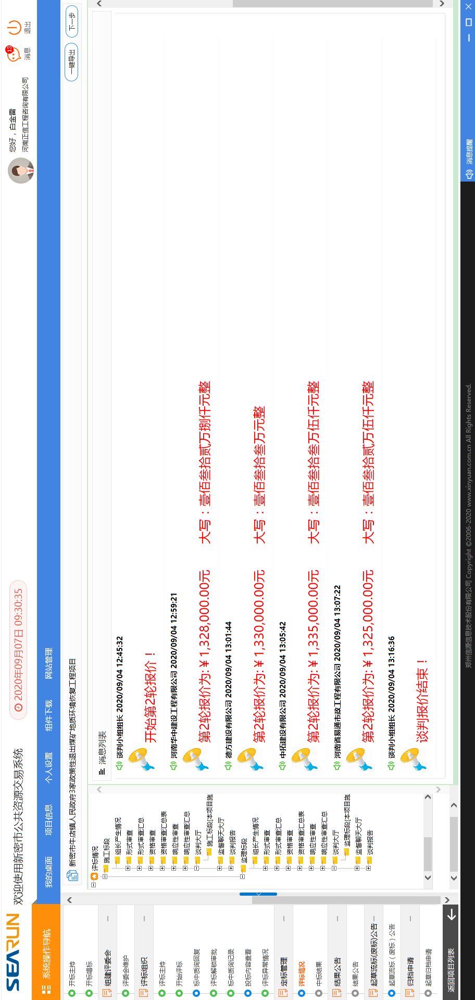 SEARUN
欢迎使用新密市公共资源交易系统
2020年09月07日 09:30:35
您好，白金雷
河南正信工程咨询有限公司
13
消息
退出
系统操作导航
我的桌面
项目信息
个人设置
组件下载
网站管理
开标主持
开标唱标
组建评委会
评委会维护
评标组织
评标主持
开始评标
标中质询回复
评标解锁审批
标中质询记录
投标内容查看
评标异常情况
定标管理
评标情况
中标结果
结果公告
结果公告
起草流标(废标)公告
起草流标（废标）公告
归档申请
起草归档申请
返回项目列表
新密市牛店镇人民政府3家政策性退出煤矿地质环境恢复工程项目
一键导出
下一步
评标情况
施工标段
组长产生情况
形式审查
形式审查汇总
资格审查
资格审查汇总表
响应性审查
响应性审查汇总
谈判大厅
施工标段[本项目施
监督聊天大厅
谈判报告
监理标段
组长产生情况
形式审查
形式审查汇总
资格审查
资格审查汇总表
响应性审查
响应性审查汇总
谈判大厅
监理标段[本项目施
监督聊天大厅
谈判报告
消息列表
谈判小组组长 2020/09/04 12:45:32
开始第2轮报价！
河南华中建设工程有限公司 2020/09/04 12:59:21
第2轮报价为: ¥ 1,328,000.00元 大写：壹佰叁拾贰万捌仟元整
德方建设有限公司 2020/09/04 13:01:44
第2轮报价为: ¥ 1,330,000.00元 大写：壹佰叁拾叁万元整
中拓建设有限公司 2020/09/04 13:05:42
第2轮报价为: ¥ 1,335,000.00元 大写：壹佰叁拾叁万伍仟元整
河南省易通市政工程有限公司 2020/09/04 13:07:22
第2轮报价为: ¥ 1,325,000.00元 大写：壹佰叁拾贰万伍仟元整
谈判小组组长 2020/09/04 13:16:36
谈判报价结束！
郑州信源信息技术股份有限公司 Copyright ©2006-2020 www.xinyuan.com.cn All Rights Reserved.
消息提醒